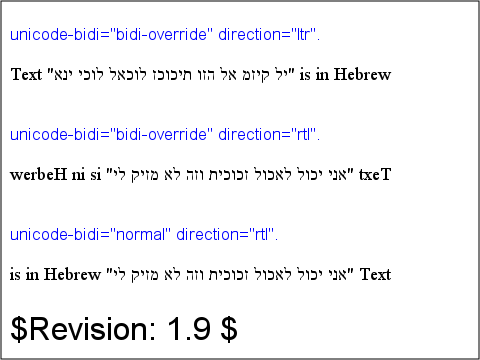 unicode-bidi="bidi-override" direction="ltr".
Text "יל קיזמ אל הזו תיכוכז לוכאל לוכי ינא" is in Hebrew
unicode-bidi="bidi-override" direction="rtl".
werbeH ni si "אני יכול לאכול זכוכית וזה לא מזיק לי" txeT
unicode-bidi="normal" direction="rtl".
is in Hebrew "אני יכול לאכול זכוכית וזה לא מזיק לי" Text
$Revision: 1.9 $